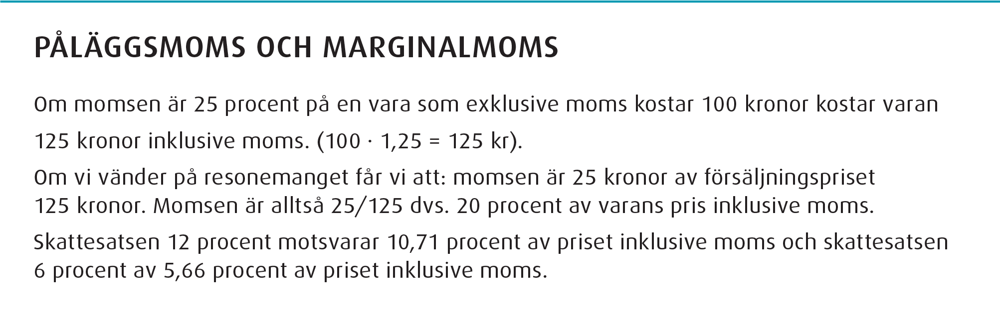 PÅLÄGGSMOMS OCH MARGINALMOMS
Om momsen är 25 procent på en vara som exklusive moms kostar 100 kronor kostar varan
125 kronor inklusive moms. (100 · 1,25 = 125 kr).
Om vi vänder på resonemanget får vi att: momsen är 25 kronor av försäljningspriset
125 kronor. Momsen är alltså 25/125 dvs. 20 procent av varans pris inklusive moms.
Skattesatsen 12 procent motsvarar 10,71 procent av priset inklusive moms och skattesatsen
6 procent av 5,66 procent av priset inklusive moms.